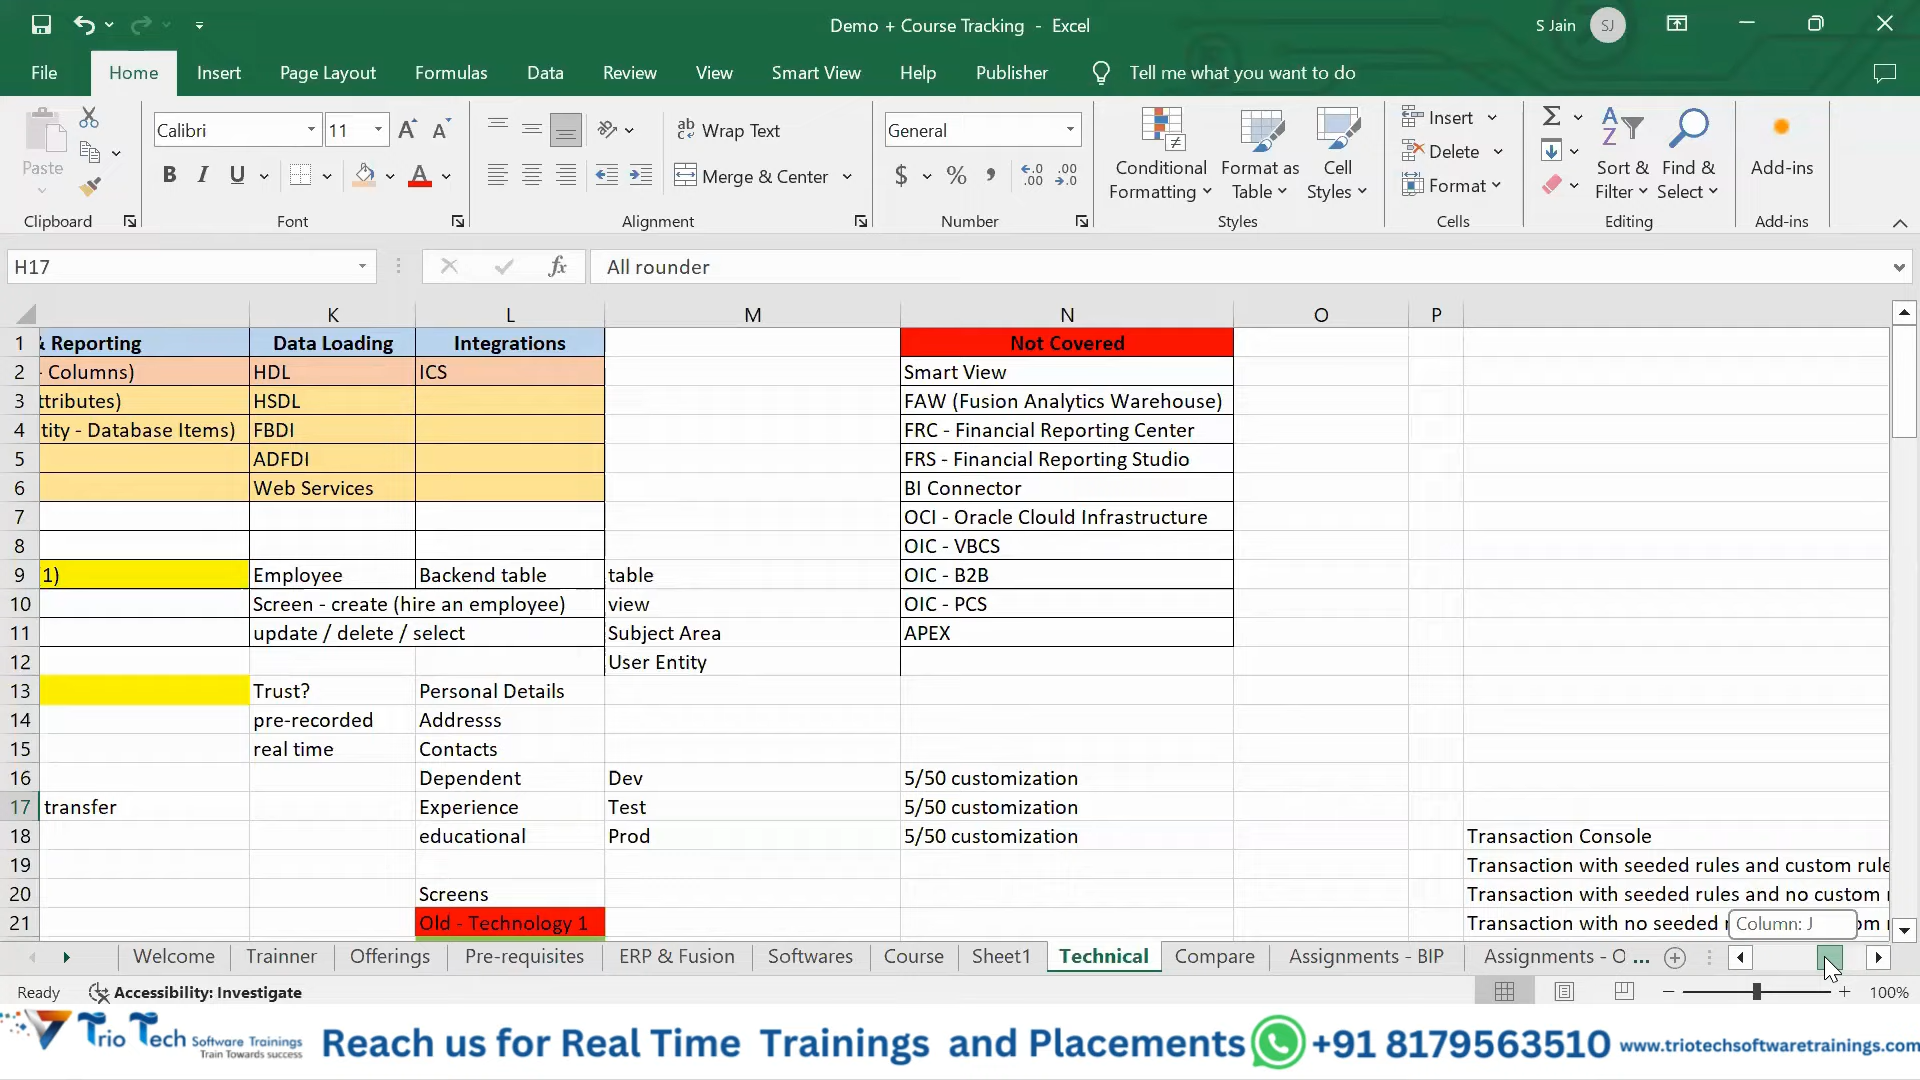 Demo + Course Tracking - Excel
S Jain
SJ
File Home Insert Page Layout Formulas Data Review View Smart View Help Publisher Tell me what you want to do
Calibri 11
Wrap Text
General
Insert
Paste
Conditional Formatting
Format as Table
Cell Styles
Delete
Sort & Filter
Find & Select
Add-ins
B I U
Merge & Center
$ % ,
Format
Clipboard Font Alignment Number Styles Cells Editing Add-ins
H17 fx All rounder
K L M N O P
1 & Reporting Data Loading Integrations Not Covered
2 - Columns) HDL ICS Smart View
3 ttributes) HSDL FAW (Fusion Analytics Warehouse)
4 tity - Database Items) FBDI FRC - Financial Reporting Center
5 ADFDI FRS - Financial Reporting Studio
6 Web Services BI Connector
7 OCI - Oracle Clould Infrastructure
8 OIC - VBCS
9 1) Employee Backend table table OIC - B2B
10 Screen - create (hire an employee) view OIC - PCS
11 update / delete / select Subject Area APEX
12 User Entity
13 Trust? Personal Details
14 pre-recorded Addresss
15 real time Contacts
16 Dependent Dev 5/50 customization
17 transfer Experience Test 5/50 customization
18 educational Prod 5/50 customization Transaction Console
19 Transaction with seeded rules and custom rule
20 Screens Transaction with seeded rules and no custom
21 Old - Technology 1 Transaction with no seeded
Column: J
Welcome Trainner Offerings Pre-requisites ERP & Fusion Softwares Course Sheet1 Technical Compare Assignments - BIP Assignments - O ...
Ready Accessibility: Investigate 100%
Trio Tech Software Trainings
Train Towards success
Reach us for Real Time Trainings and Placements +91 8179563510 www.triotechsoftwaretrainings.com